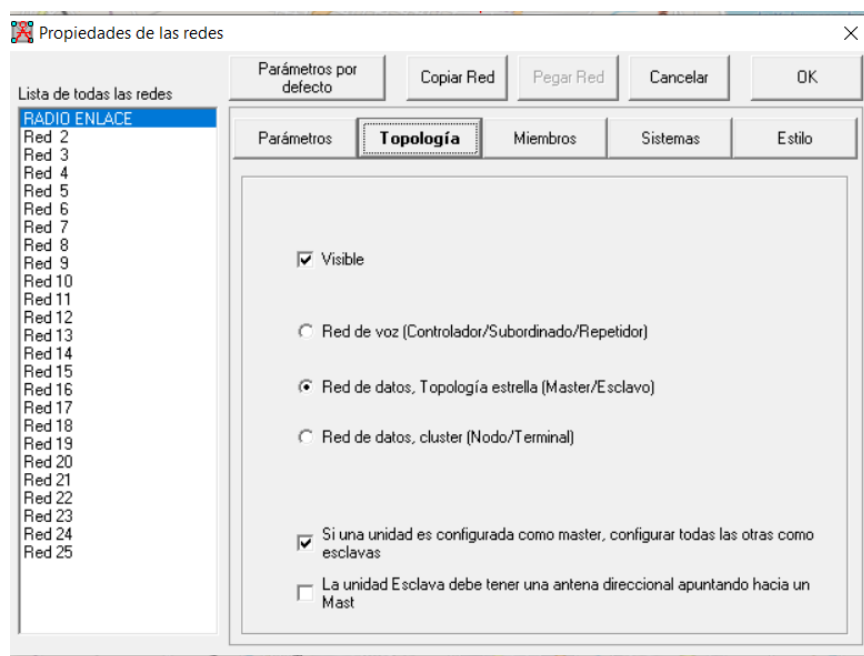 Propiedades de las redes
Lista de todas las redes
Parámetros por
defecto
Copiar Red
Pegar Red
Cancelar
OK
RADIO ENLACE
Red 2
Red 3
Red 4
Red 5
Red 6
Red 7
Red 8
Red 9
Red 10
Red 11
Red 12
Red 13
Red 14
Red 15
Red 16
Red 17
Red 18
Red 19
Red 20
Red 21
Red 22
Red 23
Red 24
Red 25
Parámetros
Topología
Miembros
Sistemas
Estilo
Visible
Red de voz (Controlador/Subordinado/Repetidor)
Red de datos, Topología estrella (Master/Esclavo)
Red de datos, cluster (Nodo/Terminal)
Si una unidad es configurada como master, configurar todas las otras como
esclavas
La unidad Esclava debe tener una antena direccional apuntando hacia un
Mast